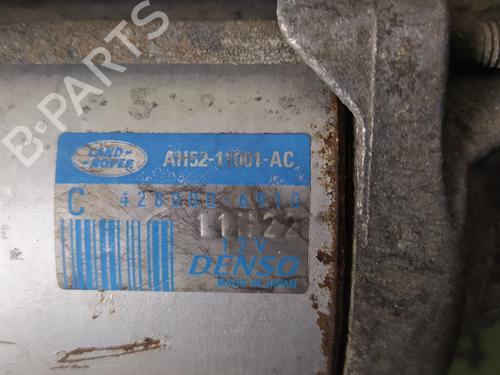 B-PARTS
LAND-
ROVER
AH52-11001-AC
C
12V
DENSO
MADE IN JAPAN